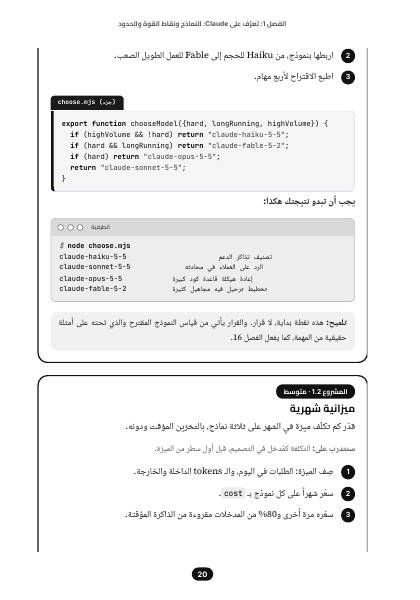 الفصل 1: تعرّف على Claude: النماذج ونقاط القوة والحدود
2 اربطها بنموذج، من Haiku للحجم إلى Fable للعمل الطويل الصعب.
3 اطبع الاقتراح لأربع مهام.
choose.mjs (جزء)
export function chooseModel({hard, longRunning, highVolume}) {
if (highVolume && !hard) return "claude-haiku-5-5";
if (hard && longRunning) return "claude-fable-5-2";
if (hard) return "claude-opus-5-5";
return "claude-sonnet-5-5";
}
يجب أن تبدو نتيجتك هكذا:
الطرفية
$ node choose.mjs
claude-haiku-5-5 تصنيف تذاكر الدعم
claude-sonnet-5-5 الرد على العملاء في محادثة
claude-opus-5-5 إعادة هيكلة قاعدة كود كبيرة
claude-fable-5-2 تخطيط ترحيل فيه مجاهيل كثيرة
تلميح: هذه نقطة بداية، لا قرار. والقرار يأتي من قياس النموذج المقترح والذي تحته على أمثلة
حقيقية من المهمة، كما يفعل الفصل 16.
المشروع 1.2 · متوسط
ميزانية شهرية
قدّر كم تكلّف ميزة في الشهر على ثلاثة نماذج، بالتخزين المؤقت ودونه.
ستتدرب على: التكلفة كمُدخل في التصميم، قبل أول سطر من الميزة.
1 صِف الميزة: الطلبات في اليوم، والـ tokens الداخلة والخارجة.
2 سعّر شهراً على كل نموذج بـ cost.
3 سعّره مرة أخرى و80% من المدخلات مقروءة من الذاكرة المؤقتة.
20